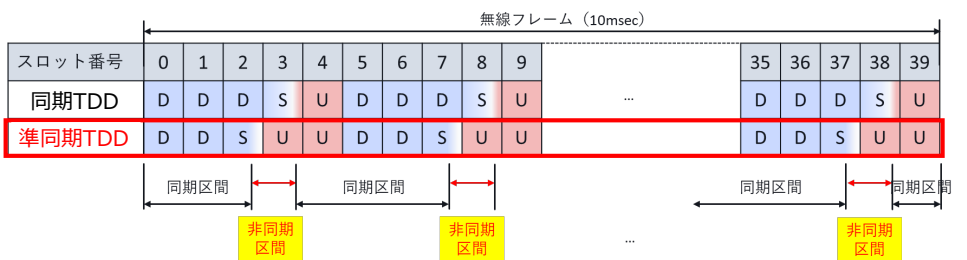 無線フレーム（10msec）
スロット番号 0 1 2 3 4 5 6 7 8 9 35 36 37 38 39
同期TDD D D D S U D D D S U ... D D D S U
準同期TDD D D S U U D D S U U D D S U U
同期区間 同期区間 同期区間 同期区間
非同期 非同期 非同期
区間 区間 ... 区間